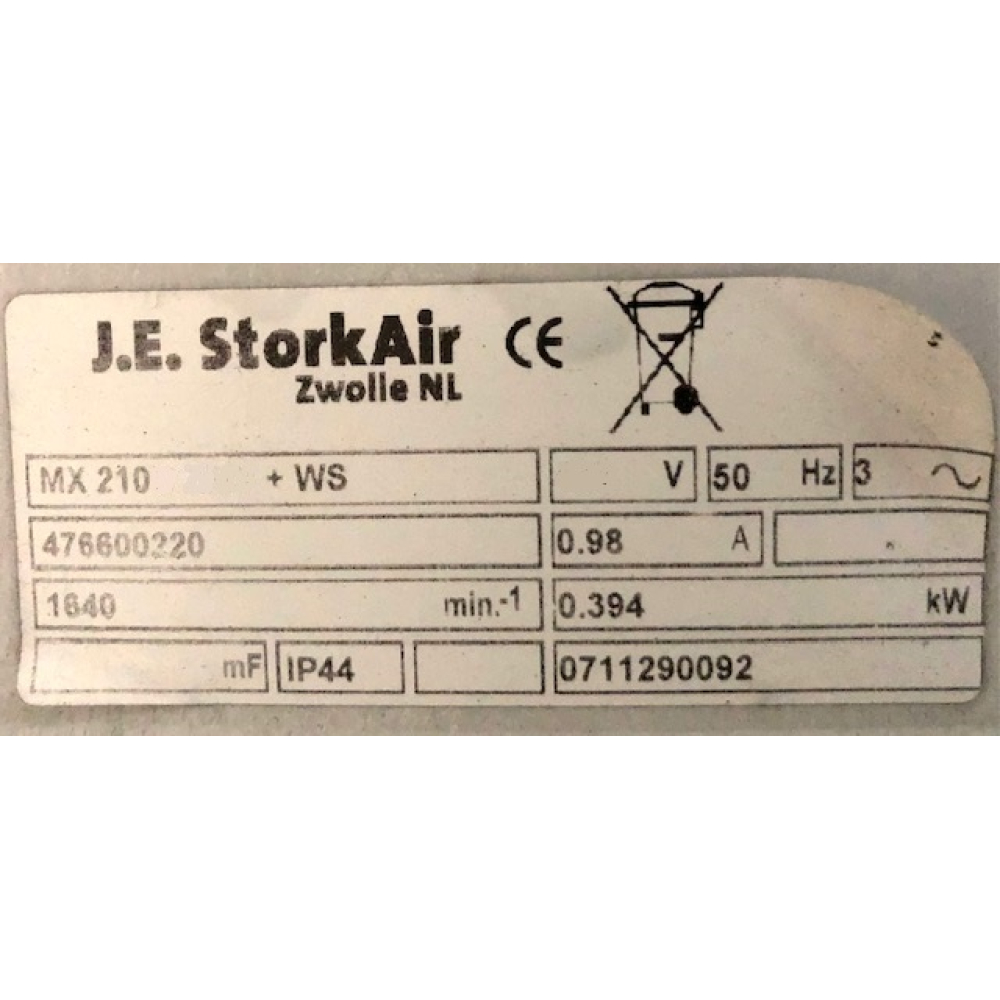 J.E. StorkAir CE
Zwolle NL
MX 210 + WS V 50 Hz 3 ~
476600220 0.98 A
1640 min.-1 0.394 kW
mF IP44 0711290092